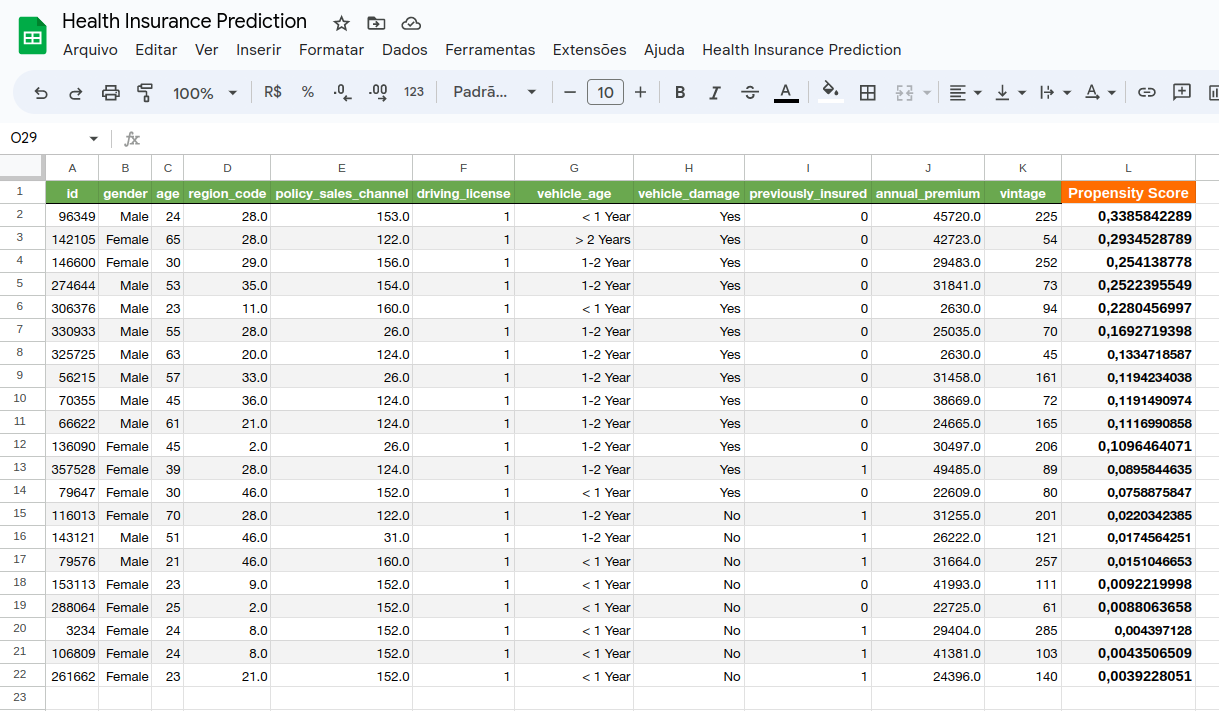 Health Insurance Prediction
Arquivo Editar Ver Inserir Formatar Dados Ferramentas Extensões Ajuda Health Insurance Prediction
100% R$ % .0 .00 123 Padrã... − 10 + B I A
O29 fx
A B C D E F G H I J K L
1 id gender age region_code policy_sales_channel driving_license vehicle_age vehicle_damage previously_insured annual_premium vintage Propensity Score
2 96349 Male 24 28.0 153.0 1 < 1 Year Yes 0 45720.0 225 0,3385842289
3 142105 Female 65 28.0 122.0 1 > 2 Years Yes 0 42723.0 54 0,2934528789
4 146600 Female 30 29.0 156.0 1 1-2 Year Yes 0 29483.0 252 0,254138778
5 274644 Male 53 35.0 154.0 1 1-2 Year Yes 0 31841.0 73 0,2522395549
6 306376 Male 23 11.0 160.0 1 < 1 Year Yes 0 2630.0 94 0,2280456997
7 330933 Male 55 28.0 26.0 1 1-2 Year Yes 0 25035.0 70 0,1692719398
8 325725 Male 63 20.0 124.0 1 1-2 Year Yes 0 2630.0 45 0,1334718587
9 56215 Male 57 33.0 26.0 1 1-2 Year Yes 0 31458.0 161 0,1194234038
10 70355 Male 45 36.0 124.0 1 1-2 Year Yes 0 38669.0 72 0,1191490974
11 66622 Male 61 21.0 124.0 1 1-2 Year Yes 0 24665.0 165 0,1116990858
12 136090 Female 45 2.0 26.0 1 1-2 Year Yes 0 30497.0 206 0,1096464071
13 357528 Female 39 28.0 124.0 1 1-2 Year Yes 1 49485.0 89 0,0895844635
14 79647 Female 30 46.0 152.0 1 < 1 Year Yes 0 22609.0 80 0,0758875847
15 116013 Female 70 28.0 122.0 1 1-2 Year No 1 31255.0 201 0,0220342385
16 143121 Male 51 46.0 31.0 1 1-2 Year No 1 26222.0 121 0,0174564251
17 79576 Male 21 46.0 160.0 1 < 1 Year No 1 31664.0 257 0,0151046653
18 153113 Female 23 9.0 152.0 1 < 1 Year No 0 41993.0 111 0,0092219998
19 288064 Female 25 2.0 152.0 1 < 1 Year No 0 22725.0 61 0,0088063658
20 3234 Female 24 8.0 152.0 1 < 1 Year No 1 29404.0 285 0,004397128
21 106809 Female 24 8.0 152.0 1 < 1 Year No 1 41381.0 103 0,0043506509
22 261662 Female 23 21.0 152.0 1 < 1 Year No 1 24396.0 140 0,0039228051
23